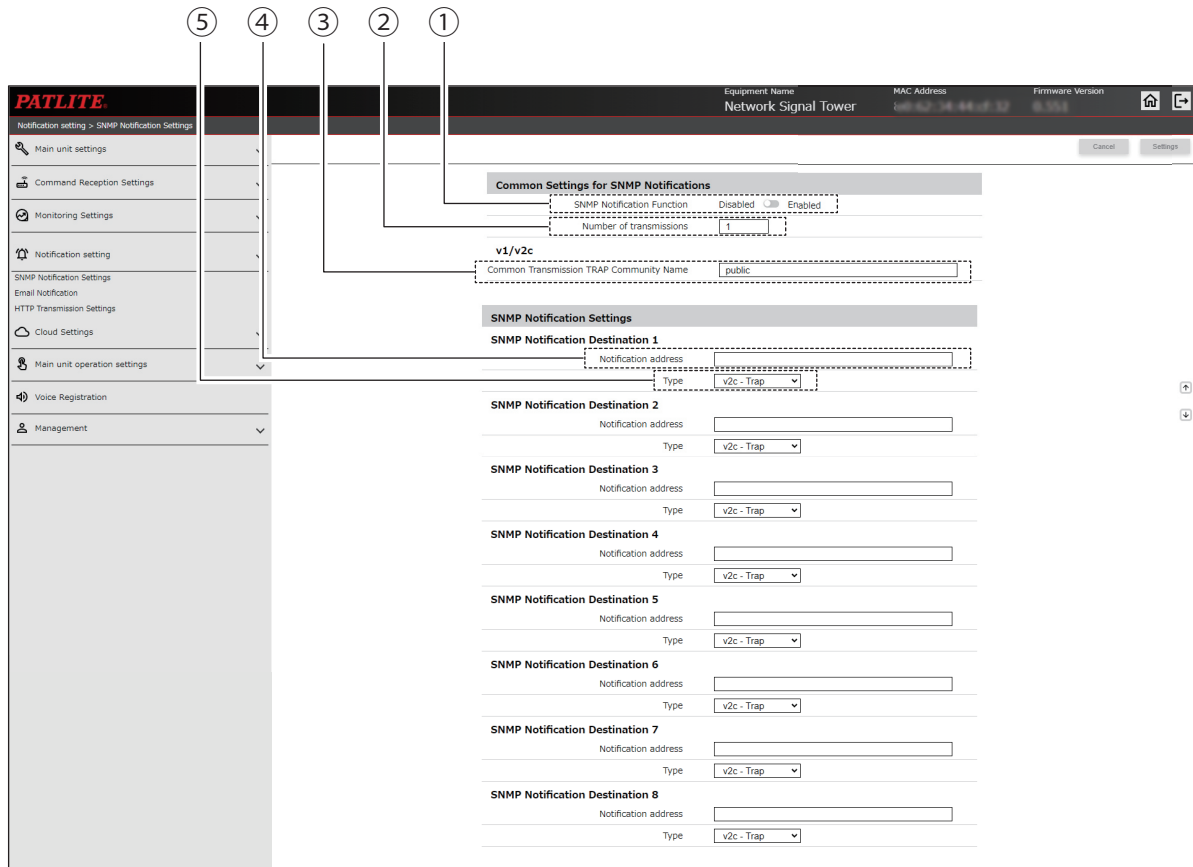 ⑤ ④ ③ ② ①
PATLITE
Equipment Name MAC Address Firmware Version
Network Signal Tower
Notification setting > SNMP Notification Settings
Cancel Settings
Main unit settings
Command Reception Settings
Monitoring Settings
Notification setting
SNMP Notification Settings
Email Notification
HTTP Transmission Settings
Cloud Settings
Main unit operation settings
Voice Registration
Management
Common Settings for SNMP Notifications
SNMP Notification Function Disabled Enabled
Number of transmissions 1
v1/v2c
Common Transmission TRAP Community Name public
SNMP Notification Settings
SNMP Notification Destination 1
Notification address
Type v2c - Trap
SNMP Notification Destination 2
Notification address
Type v2c - Trap
SNMP Notification Destination 3
Notification address
Type v2c - Trap
SNMP Notification Destination 4
Notification address
Type v2c - Trap
SNMP Notification Destination 5
Notification address
Type v2c - Trap
SNMP Notification Destination 6
Notification address
Type v2c - Trap
SNMP Notification Destination 7
Notification address
Type v2c - Trap
SNMP Notification Destination 8
Notification address
Type v2c - Trap